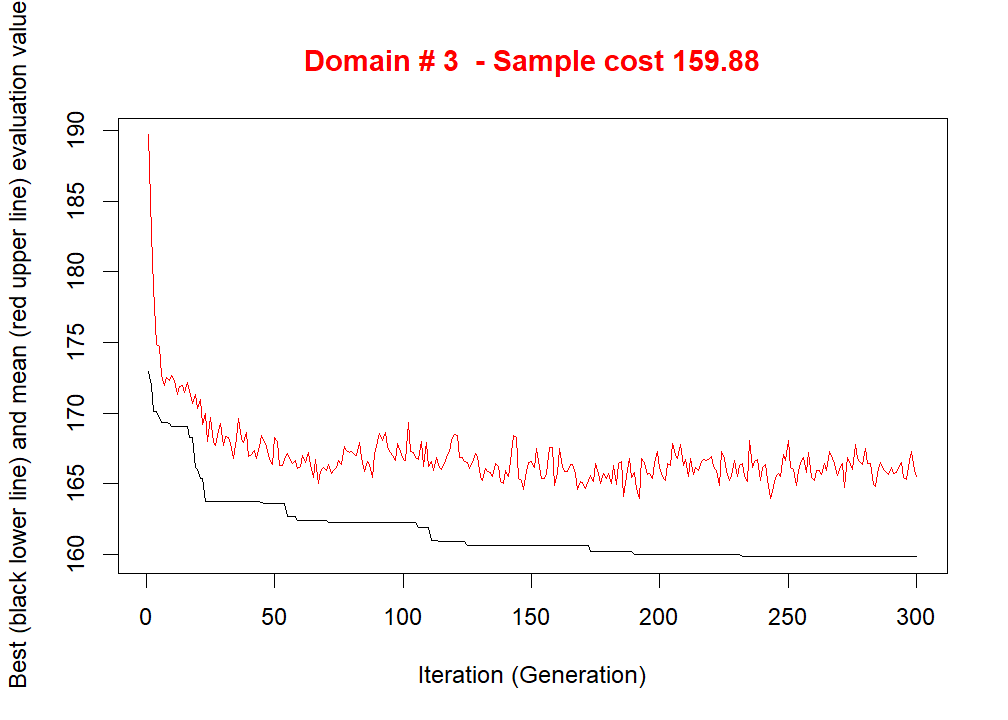 Domain # 3  - Sample cost 159.88
Best (black lower line) and mean (red upper line) evaluation value
190
185
180
175
170
165
160
0 50 100 150 200 250 300
Iteration (Generation)